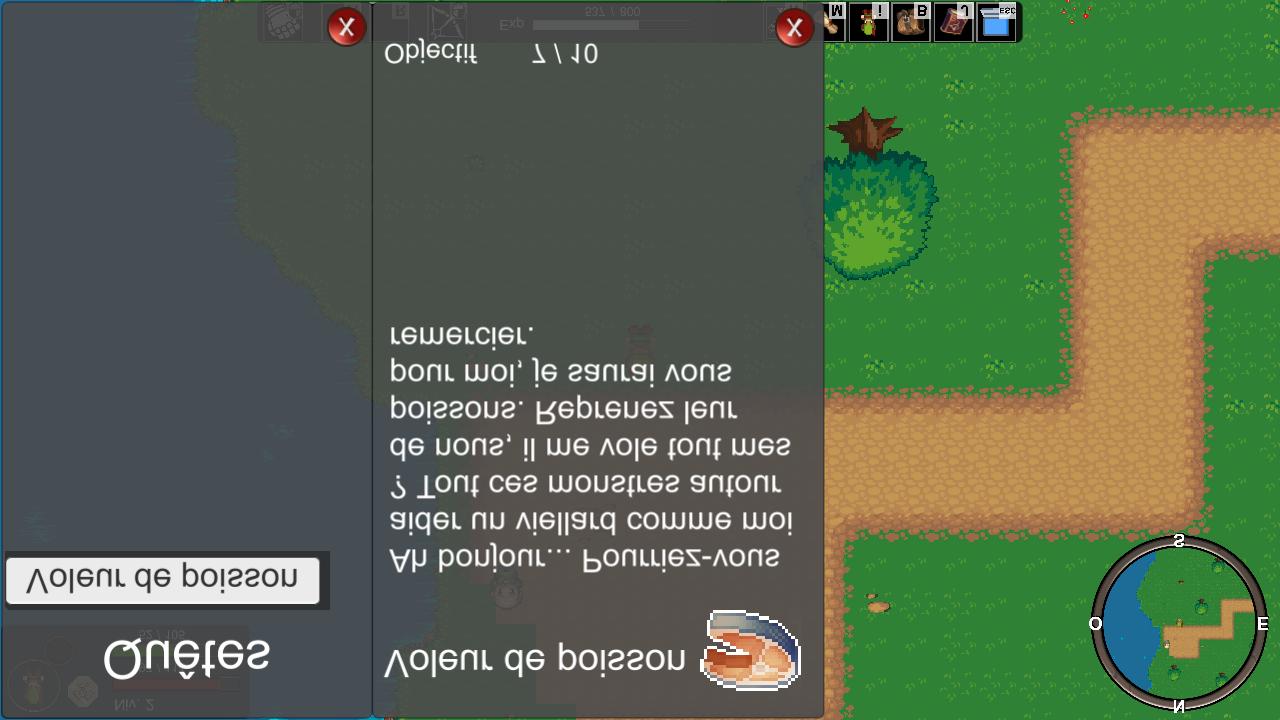 Niv. 2
Quêtes
Voleur de poisson
Voleur de poisson
Ah bonjour... Pourriez-vous
aider un viellard comme moi
? Tout ces monstres autour
de nous, il me vole tout mes
poissons. Reprenez leur
pour moi, je saurai vous
remercier.
Objectif 7 / 10
X
X
N
O
E
S
Exp 537 / 800
R
M
I
B
J
ESC